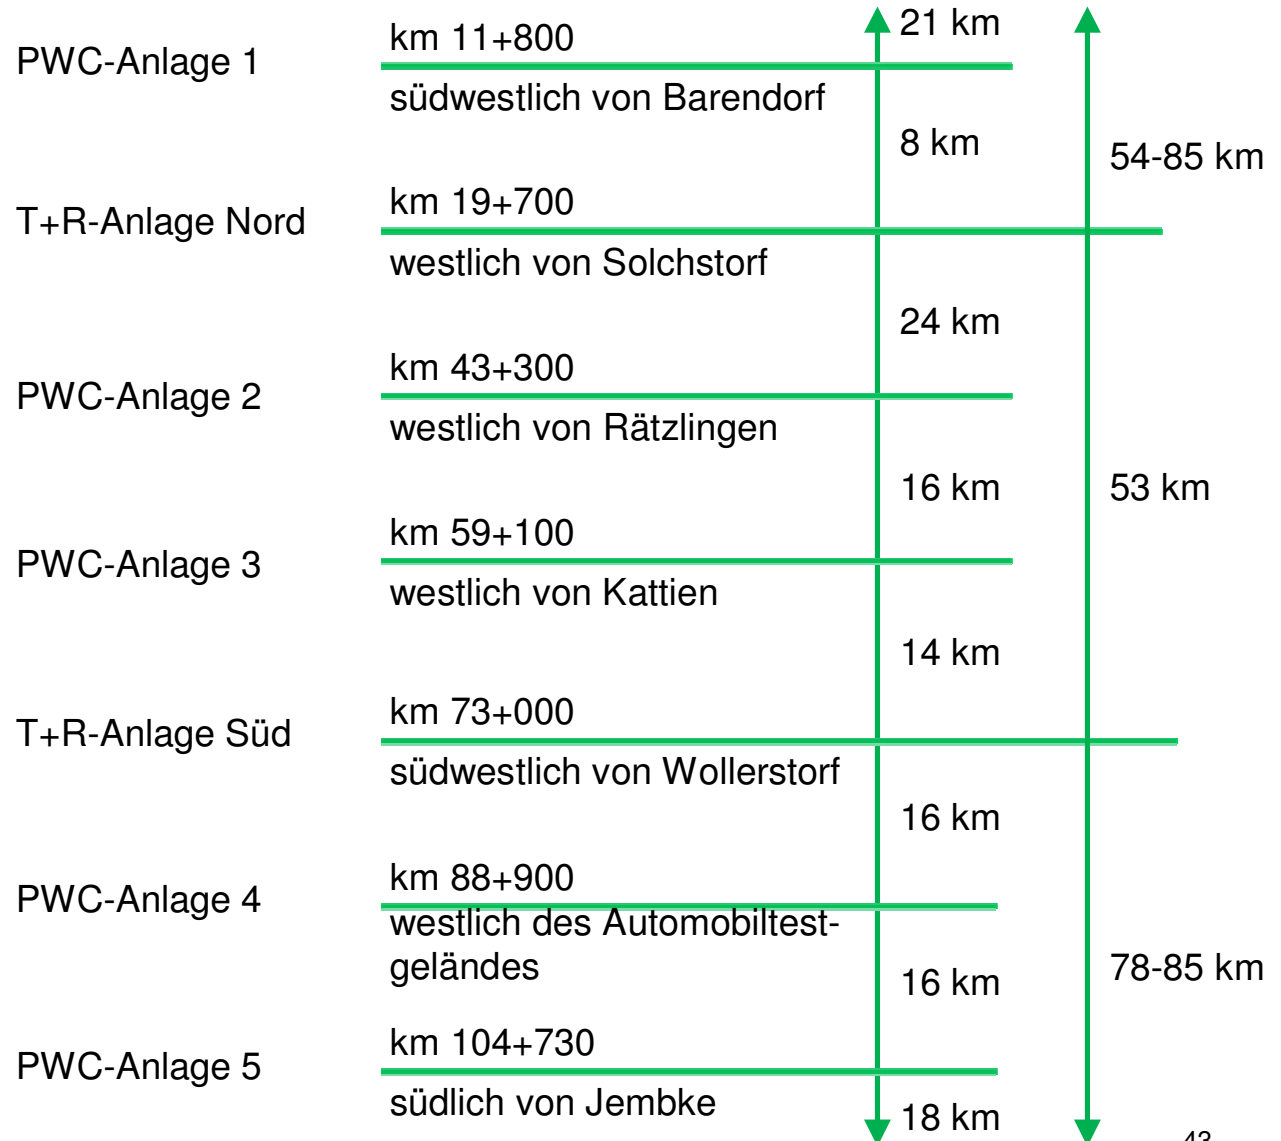 21 km
km 11+800
PWC-Anlage 1
südwestlich von Barendorf
8 km
54-85 km
km 19+700
T+R-Anlage Nord
westlich von Solchstorf
24 km
km 43+300
PWC-Anlage 2
westlich von Rätzlingen
16 km
53 km
km 59+100
PWC-Anlage 3
westlich von Kattien
14 km
km 73+000
T+R-Anlage Süd
südwestlich von Wollerstorf
16 km
km 88+900
PWC-Anlage 4
westlich des Automobiltest-
geländes
78-85 km
16 km
km 104+730
PWC-Anlage 5
südlich von Jembke
18 km
43